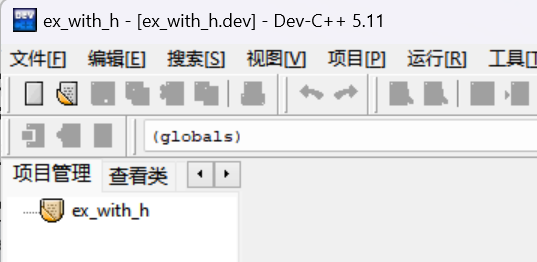 ex_with_h - [ex_with_h.dev] - Dev-C++ 5.11
文件[F] 编辑[E] 搜索[S] 视图[V] 项目[P] 运行[R] 工具[T
(globals)
项目管理 查看类
ex_with_h